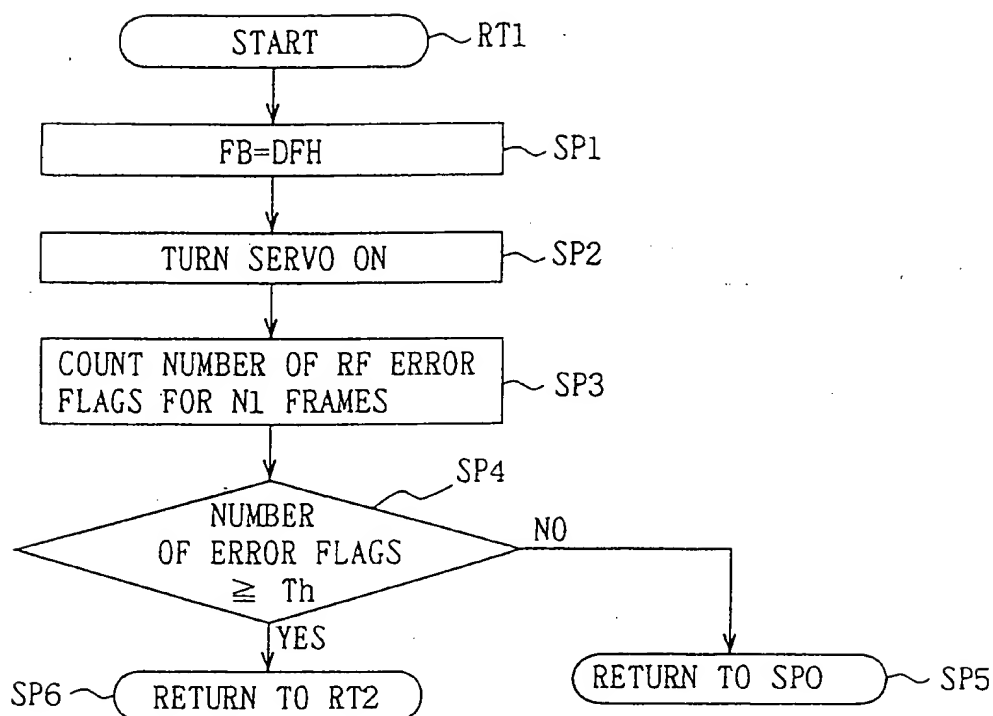 START
RT1
FB=DFH
SP1
TURN SERVO ON
SP2
COUNT NUMBER OF RF ERROR
FLAGS FOR N1 FRAMES
SP3
SP4
NUMBER
OF ERROR FLAGS
≧ Th
NO
YES
SP6
RETURN TO RT2
RETURN TO SP0
SP5